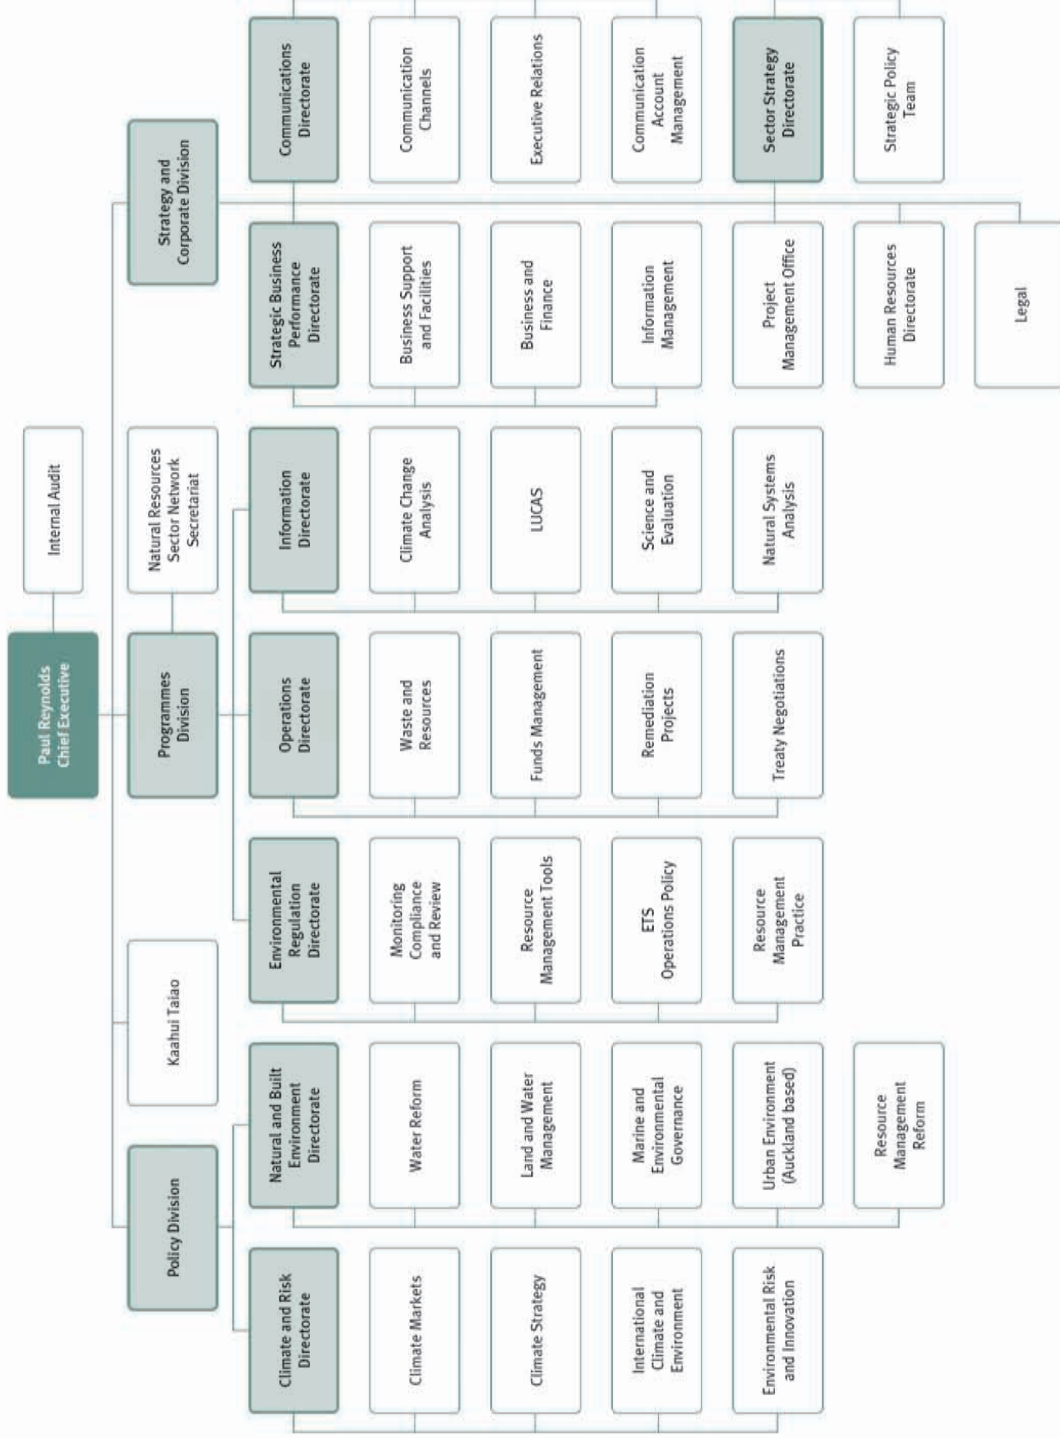 Paul Reynolds
Chief Executive
Internal Audit
Policy Division
Kaahui Taiao
Programmes
Division
Natural Resources
Sector Network
Secretariat
Strategy and
Corporate Division
Climate and Risk
Directorate
Climate Markets
Climate Strategy
International
Climate and
Environment
Environmental Risk
and Innovation
Natural and Built
Environment
Directorate
Water Reform
Land and Water
Management
Marine and
Environmental
Governance
Urban Environment
(Auckland based)
Resource
Management
Reform
Environmental
Regulation
Directorate
Monitoring
Compliance
and Review
Resource
Management Tools
ETS
Operations Policy
Resource
Management
Practice
Operations
Directorate
Waste and
Resources
Funds Management
Remediation
Projects
Treaty Negotiations
Information
Directorate
Climate Change
Analysis
LUCAS
Science and
Evaluation
Natural Systems
Analysis
Strategic Business
Performance
Directorate
Business Support
and Facilities
Business and
Finance
Information
Management
Project
Management Office
Human Resources
Directorate
Legal
Communications
Directorate
Communication
Channels
Executive Relations
Communication
Account
Management
Sector Strategy
Directorate
Strategic Policy
Team